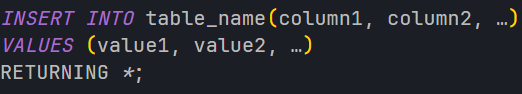 INSERT INTO table_name(column1, column2, …)
VALUES (value1, value2, …)
RETURNING *;